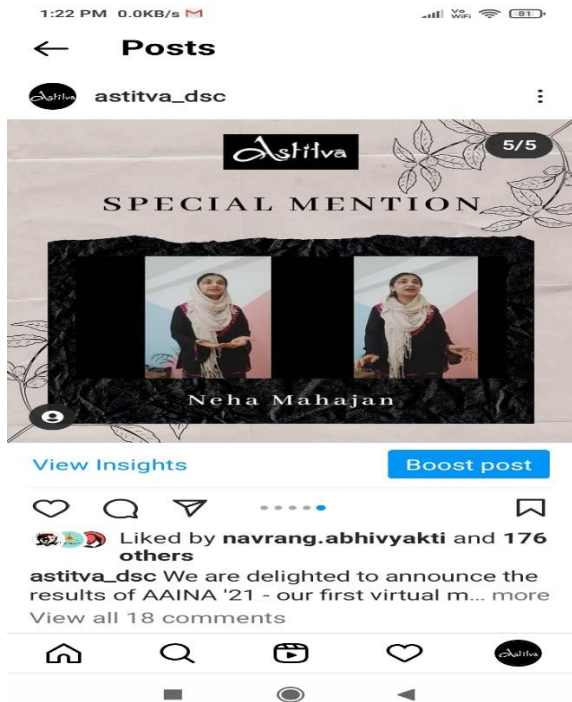 1:22 PM 0.0KB/s
Vo WiFi 81
Posts
Astitva astitva_dsc
Astitva
5/5
SPECIAL MENTION
Neha Mahajan
View Insights Boost post
Liked by navrang.abhivyakti and 176
others
astitva_dsc We are delighted to announce the
results of AAINA '21 - our first virtual m... more
View all 18 comments
Astitva